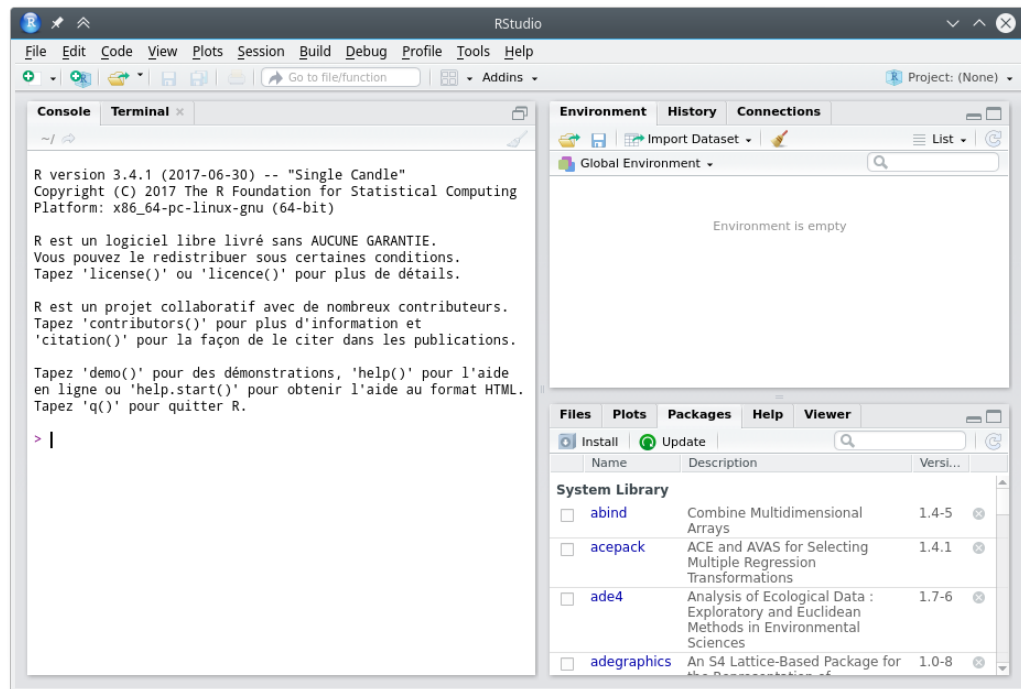 RStudio
File Edit Code View Plots Session Build Debug Profile Tools Help
Go to file/function Addins Project: (None)
Console Terminal
~/
R version 3.4.1 (2017-06-30) -- "Single Candle"
Copyright (C) 2017 The R Foundation for Statistical Computing
Platform: x86_64-pc-linux-gnu (64-bit)
R est un logiciel libre livré sans AUCUNE GARANTIE.
Vous pouvez le redistribuer sous certaines conditions.
Tapez 'license()' ou 'licence()' pour plus de détails.
R est un projet collaboratif avec de nombreux contributeurs.
Tapez 'contributors()' pour plus d'information et
'citation()' pour la façon de le citer dans les publications.
Tapez 'demo()' pour des démonstrations, 'help()' pour l'aide
en ligne ou 'help.start()' pour obtenir l'aide au format HTML.
Tapez 'q()' pour quitter R.
>
Environment History Connections
Import Dataset List
Global Environment
Environment is empty
Files Plots Packages Help Viewer
Install Update
Name Description Versi...
System Library
abind Combine Multidimensional 1.4-5
Arrays
acepack ACE and AVAS for Selecting 1.4.1
Multiple Regression
Transformations
ade4 Analysis of Ecological Data : 1.7-6
Exploratory and Euclidean
Methods in Environmental
Sciences
adegraphics An S4 Lattice-Based Package for 1.0-8
the Representation of